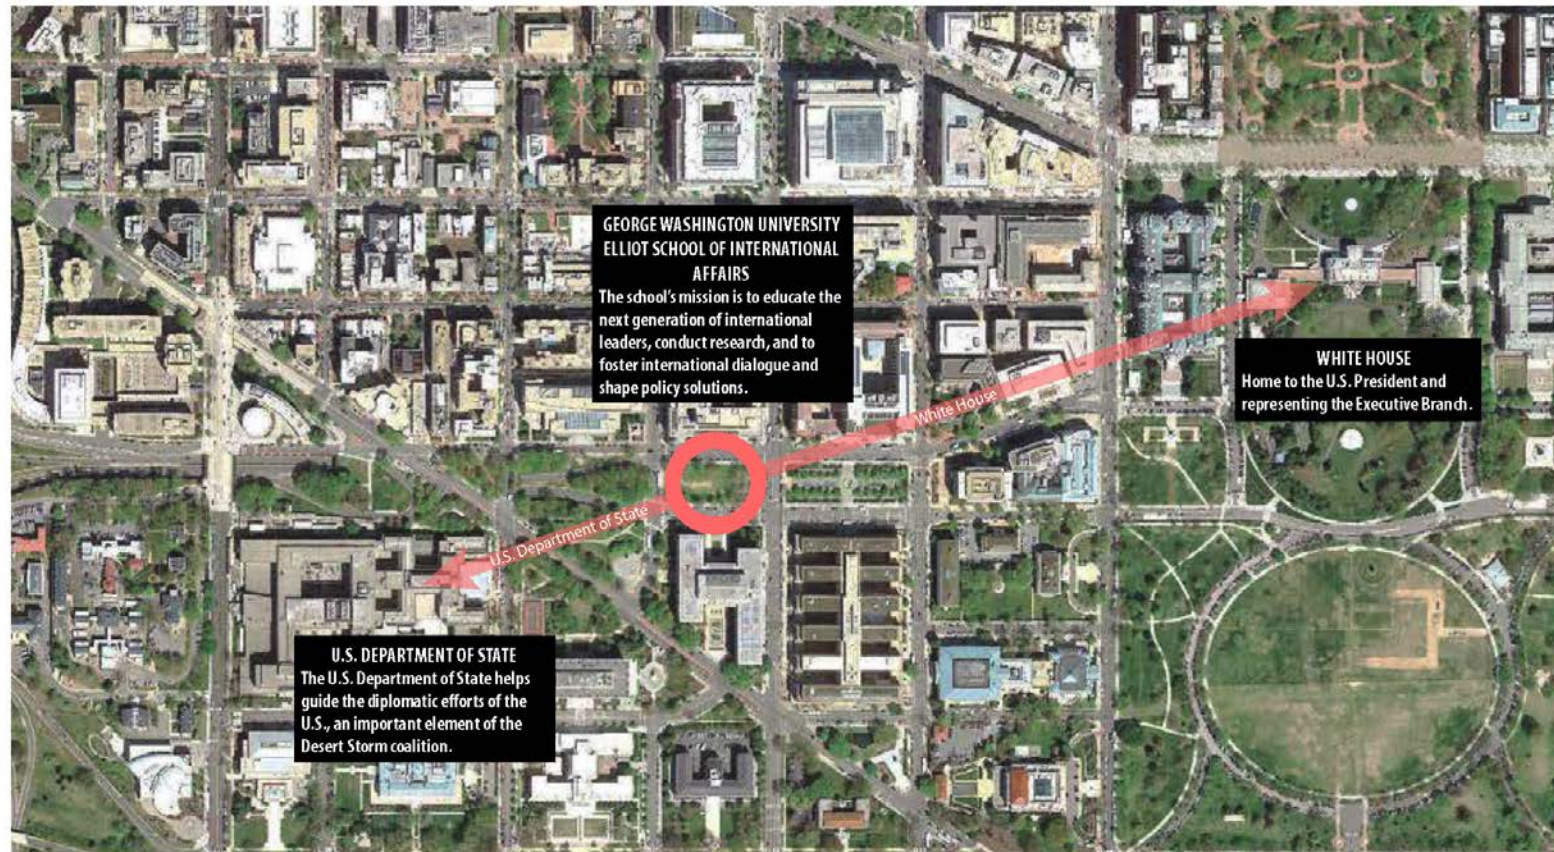 GEORGE WASHINGTON UNIVERSITY
ELLIOT SCHOOL OF INTERNATIONAL
AFFAIRS
The school's mission is to educate the
next generation of international
leaders, conduct research, and to
foster international dialogue and
shape policy solutions.
WHITE HOUSE
Home to the U.S. President and
representing the Executive Branch.
White House
U.S. Department of State
U.S. DEPARTMENT OF STATE
The U.S. Department of State helps
guide the diplomatic efforts of the
U.S., an important element of the
Desert Storm coalition.